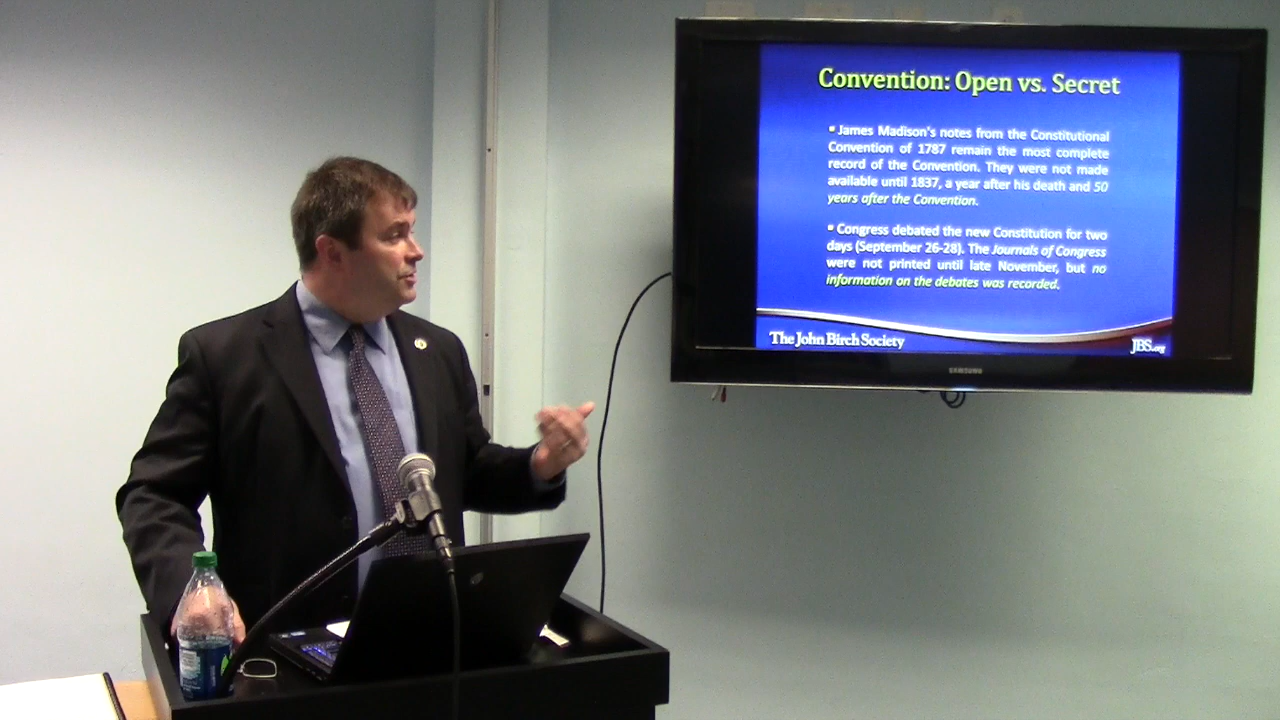 Convention: Open vs. Secret
▪ James Madison's notes from the Constitutional
Convention of 1787 remain the most complete
record of the Convention. They were not made
available until 1837, a year after his death and 50
years after the Convention.
▪ Congress debated the new Constitution for two
days (September 26-28). The Journals of Congress
were not printed until late November, but no
information on the debates was recorded.
The John Birch Society
JBS.org
SAMSUNG